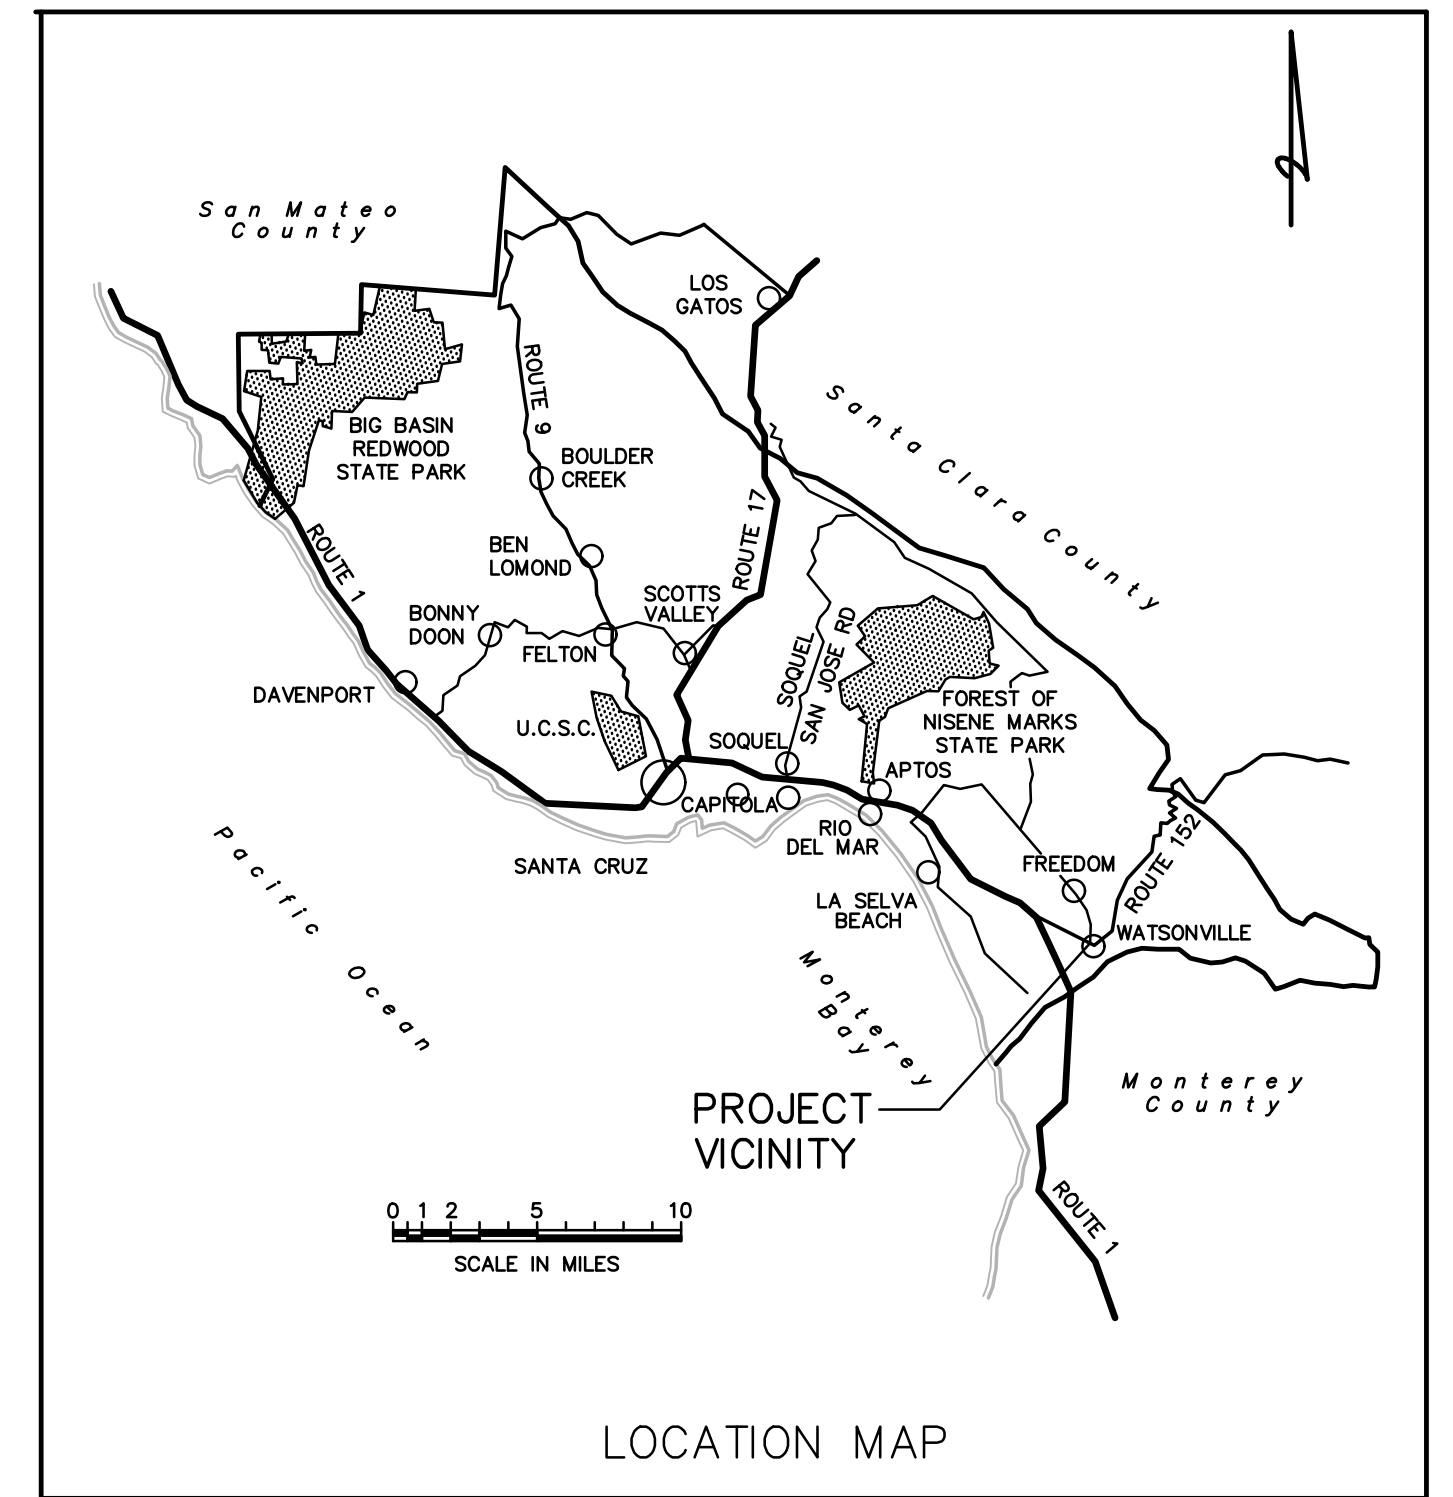 San Mateo
County
LOS
GATOS
ROUTE 9
Santa Clara County
BIG BASIN
REDWOOD
STATE PARK
BOULDER
CREEK
ROUTE 17
ROUTE 1
BEN
LOMOND
SCOTTS
VALLEY
BONNY
DOON
FELTON
SOQUEL
SAN JOSE RD
DAVENPORT
U.C.S.C.
FOREST OF
NISENE MARKS
STATE PARK
SOQUEL
APTOS
CAPITOLA
RIO
DEL MAR
ROUTE 152
SANTA CRUZ
FREEDOM
LA SELVA
BEACH
WATSONVILLE
Pacific Ocean
Monterey
Bay
Monterey
County
PROJECT
VICINITY
ROUTE 1
0 1 2 5 10
SCALE IN MILES
LOCATION MAP